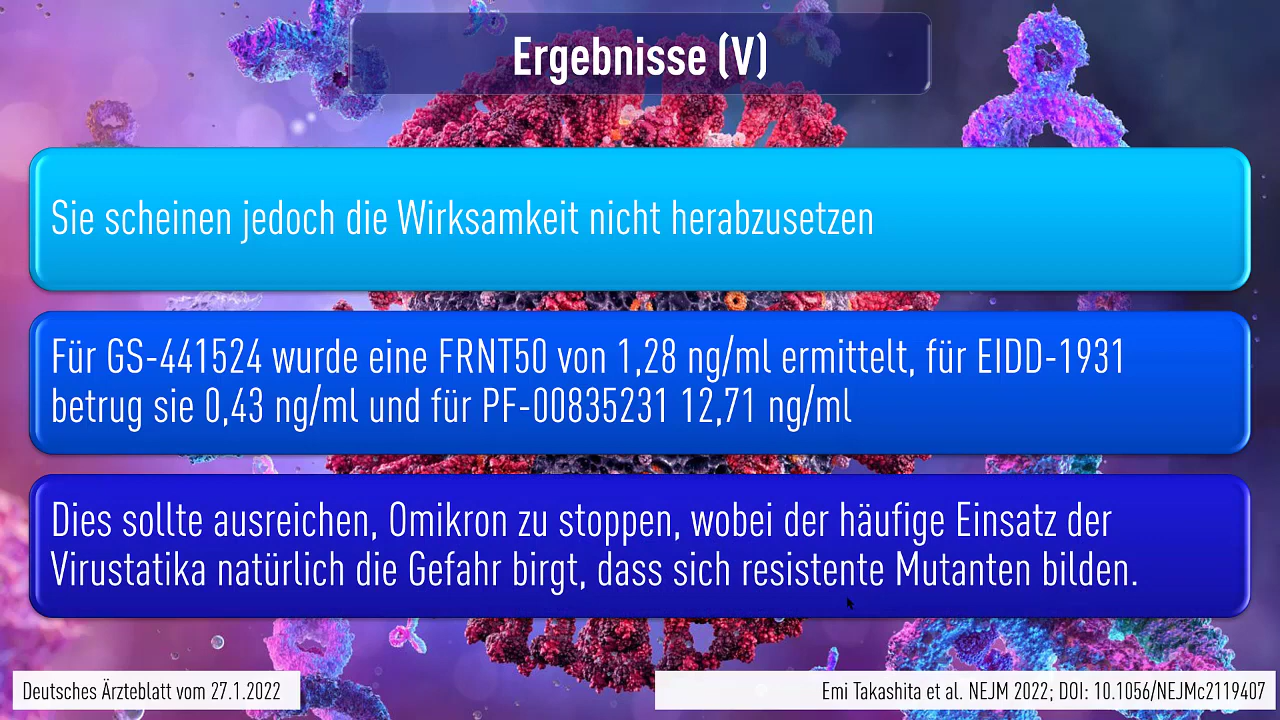 Ergebnisse (V)
Sie scheinen jedoch die Wirksamkeit nicht herabzusetzen
Für GS-441524 wurde eine FRNT50 von 1,28 ng/ml ermittelt, für EIDD-1931
betrug sie 0,43 ng/ml und für PF-00835231 12,71 ng/ml
Dies sollte ausreichen, Omikron zu stoppen, wobei der häufige Einsatz der
Virustatika natürlich die Gefahr birgt, dass sich resistente Mutanten bilden.
Deutsches Ärzteblatt vom 27.1.2022
Emi Takashita et al. NEJM 2022; DOI: 10.1056/NEJMc2119407